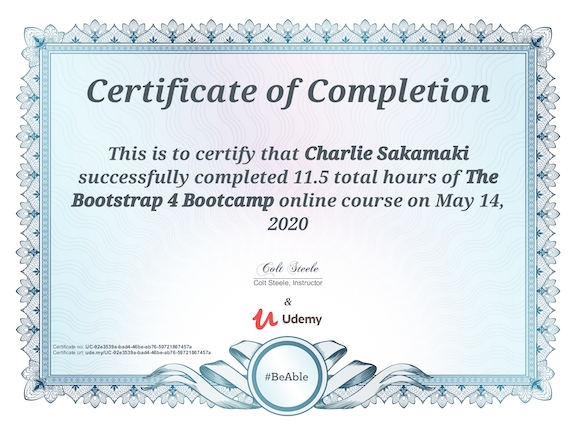 Certificate of Completion
This is to certify that Charlie Sakamaki
successfully completed 11.5 total hours of The
Bootstrap 4 Bootcamp online course on May 14,
2020
Colt Steele
Colt Steele, Instructor
&
Udemy
Certificate no: UC-92e3539a-bad4-46be-ab76-59721867457a
Certificate url: ude.my/UC-92e3539a-bad4-46be-ab76-59721867457a
#BeAble